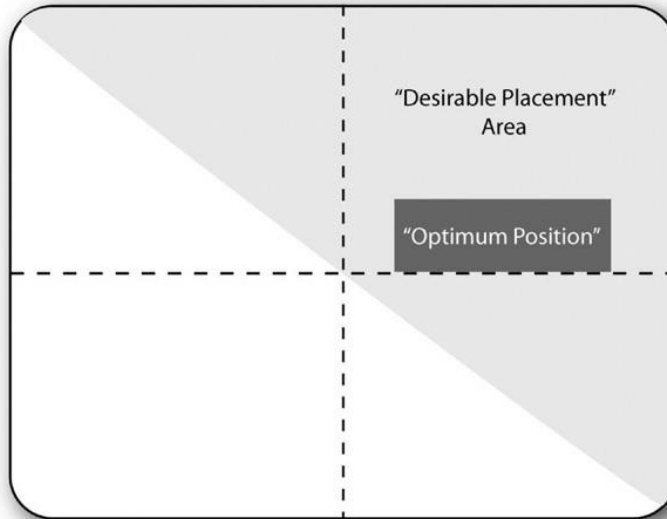 “Desirable Placement”
Area
“Optimum Position”